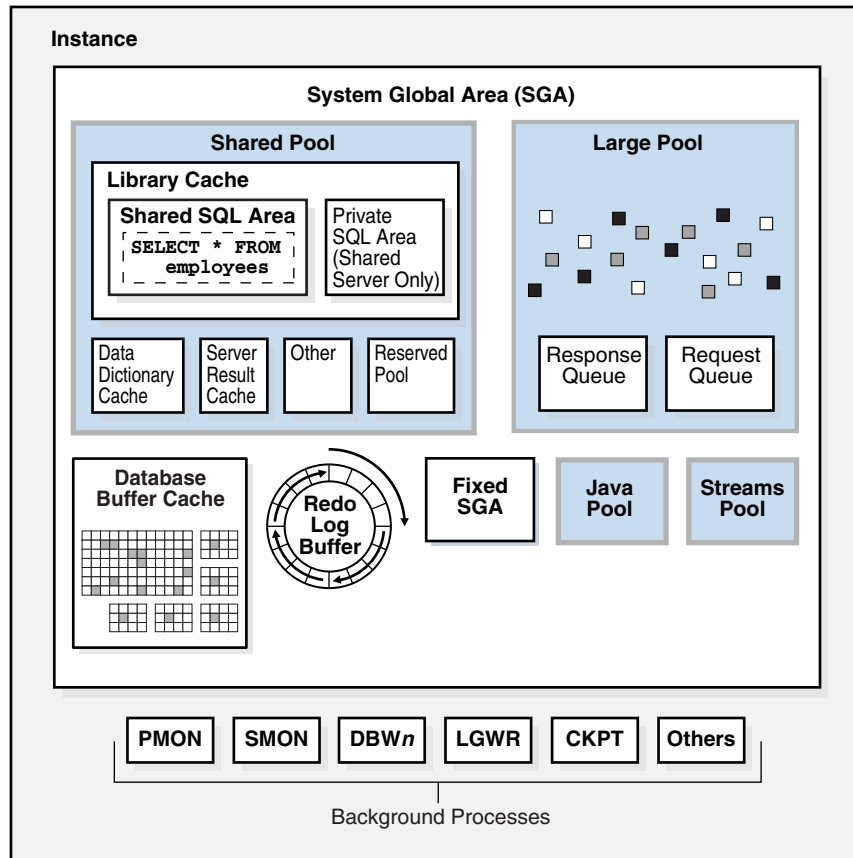 Instance
System Global Area (SGA)
Shared Pool
Library Cache
Shared SQL Area
SELECT * FROM
employees
Private
SQL Area
(Shared
Server Only)
Data
Dictionary
Cache
Server
Result
Cache
Other
Reserved
Pool
Large Pool
Response
Queue
Request
Queue
Database
Buffer Cache
Redo
Log
Buffer
Fixed
SGA
Java
Pool
Streams
Pool
PMON
SMON
DBWn
LGWR
CKPT
Others
Background Processes